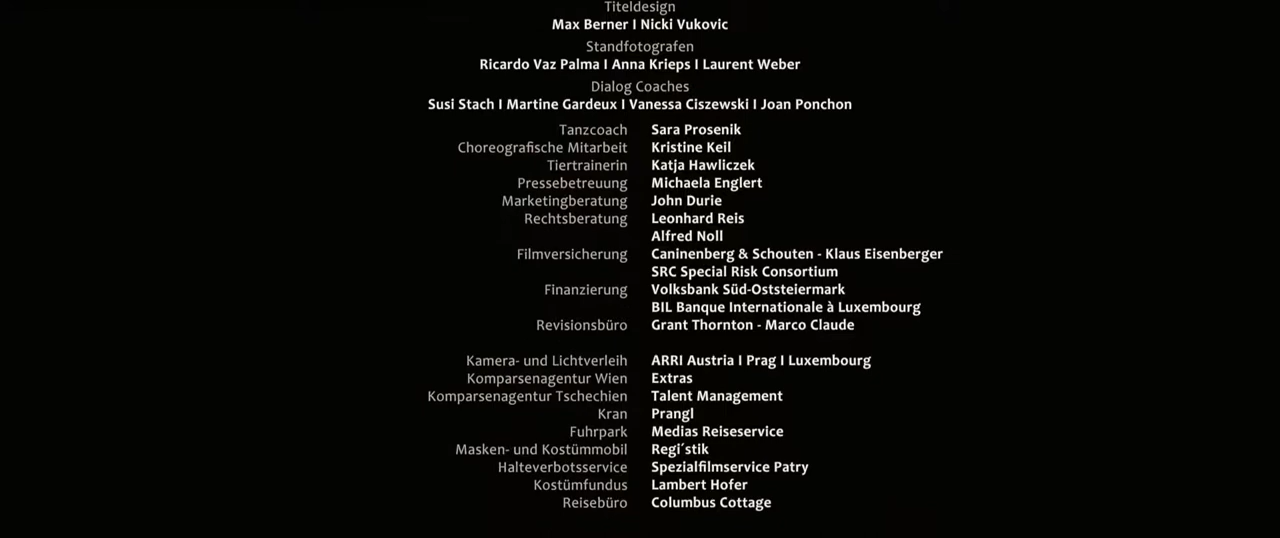 Titeldesign
Max Berner I Nicki Vukovic
Standfotografen
Ricardo Vaz Palma I Anna Krieps I Laurent Weber
Dialog Coaches
Susi Stach I Martine Gardeux I Vanessa Ciszewski I Joan Ponchon
Tanzcoach Sara Prosenik
Choreografische Mitarbeit Kristine Keil
Tiertrainerin Katja Hawliczek
Pressebetreuung Michaela Englert
Marketingberatung John Durie
Rechtsberatung Leonhard Reis
Alfred Noll
Filmversicherung Caninenberg & Schouten - Klaus Eisenberger
SRC Special Risk Consortium
Finanzierung Volksbank Süd-Oststeiermark
BIL Banque Internationale à Luxembourg
Revisionsbüro Grant Thornton - Marco Claude
Kamera- und Lichtverleih ARRI Austria I Prag I Luxembourg
Komparsenagentur Wien Extras
Komparsenagentur Tschechien Talent Management
Kran Prangl
Fuhrpark Medias Reiseservice
Masken- und Kostümmobil Regi´stik
Halteverbotsservice Spezialfilmservice Patry
Kostümfundus Lambert Hofer
Reisebüro Columbus Cottage